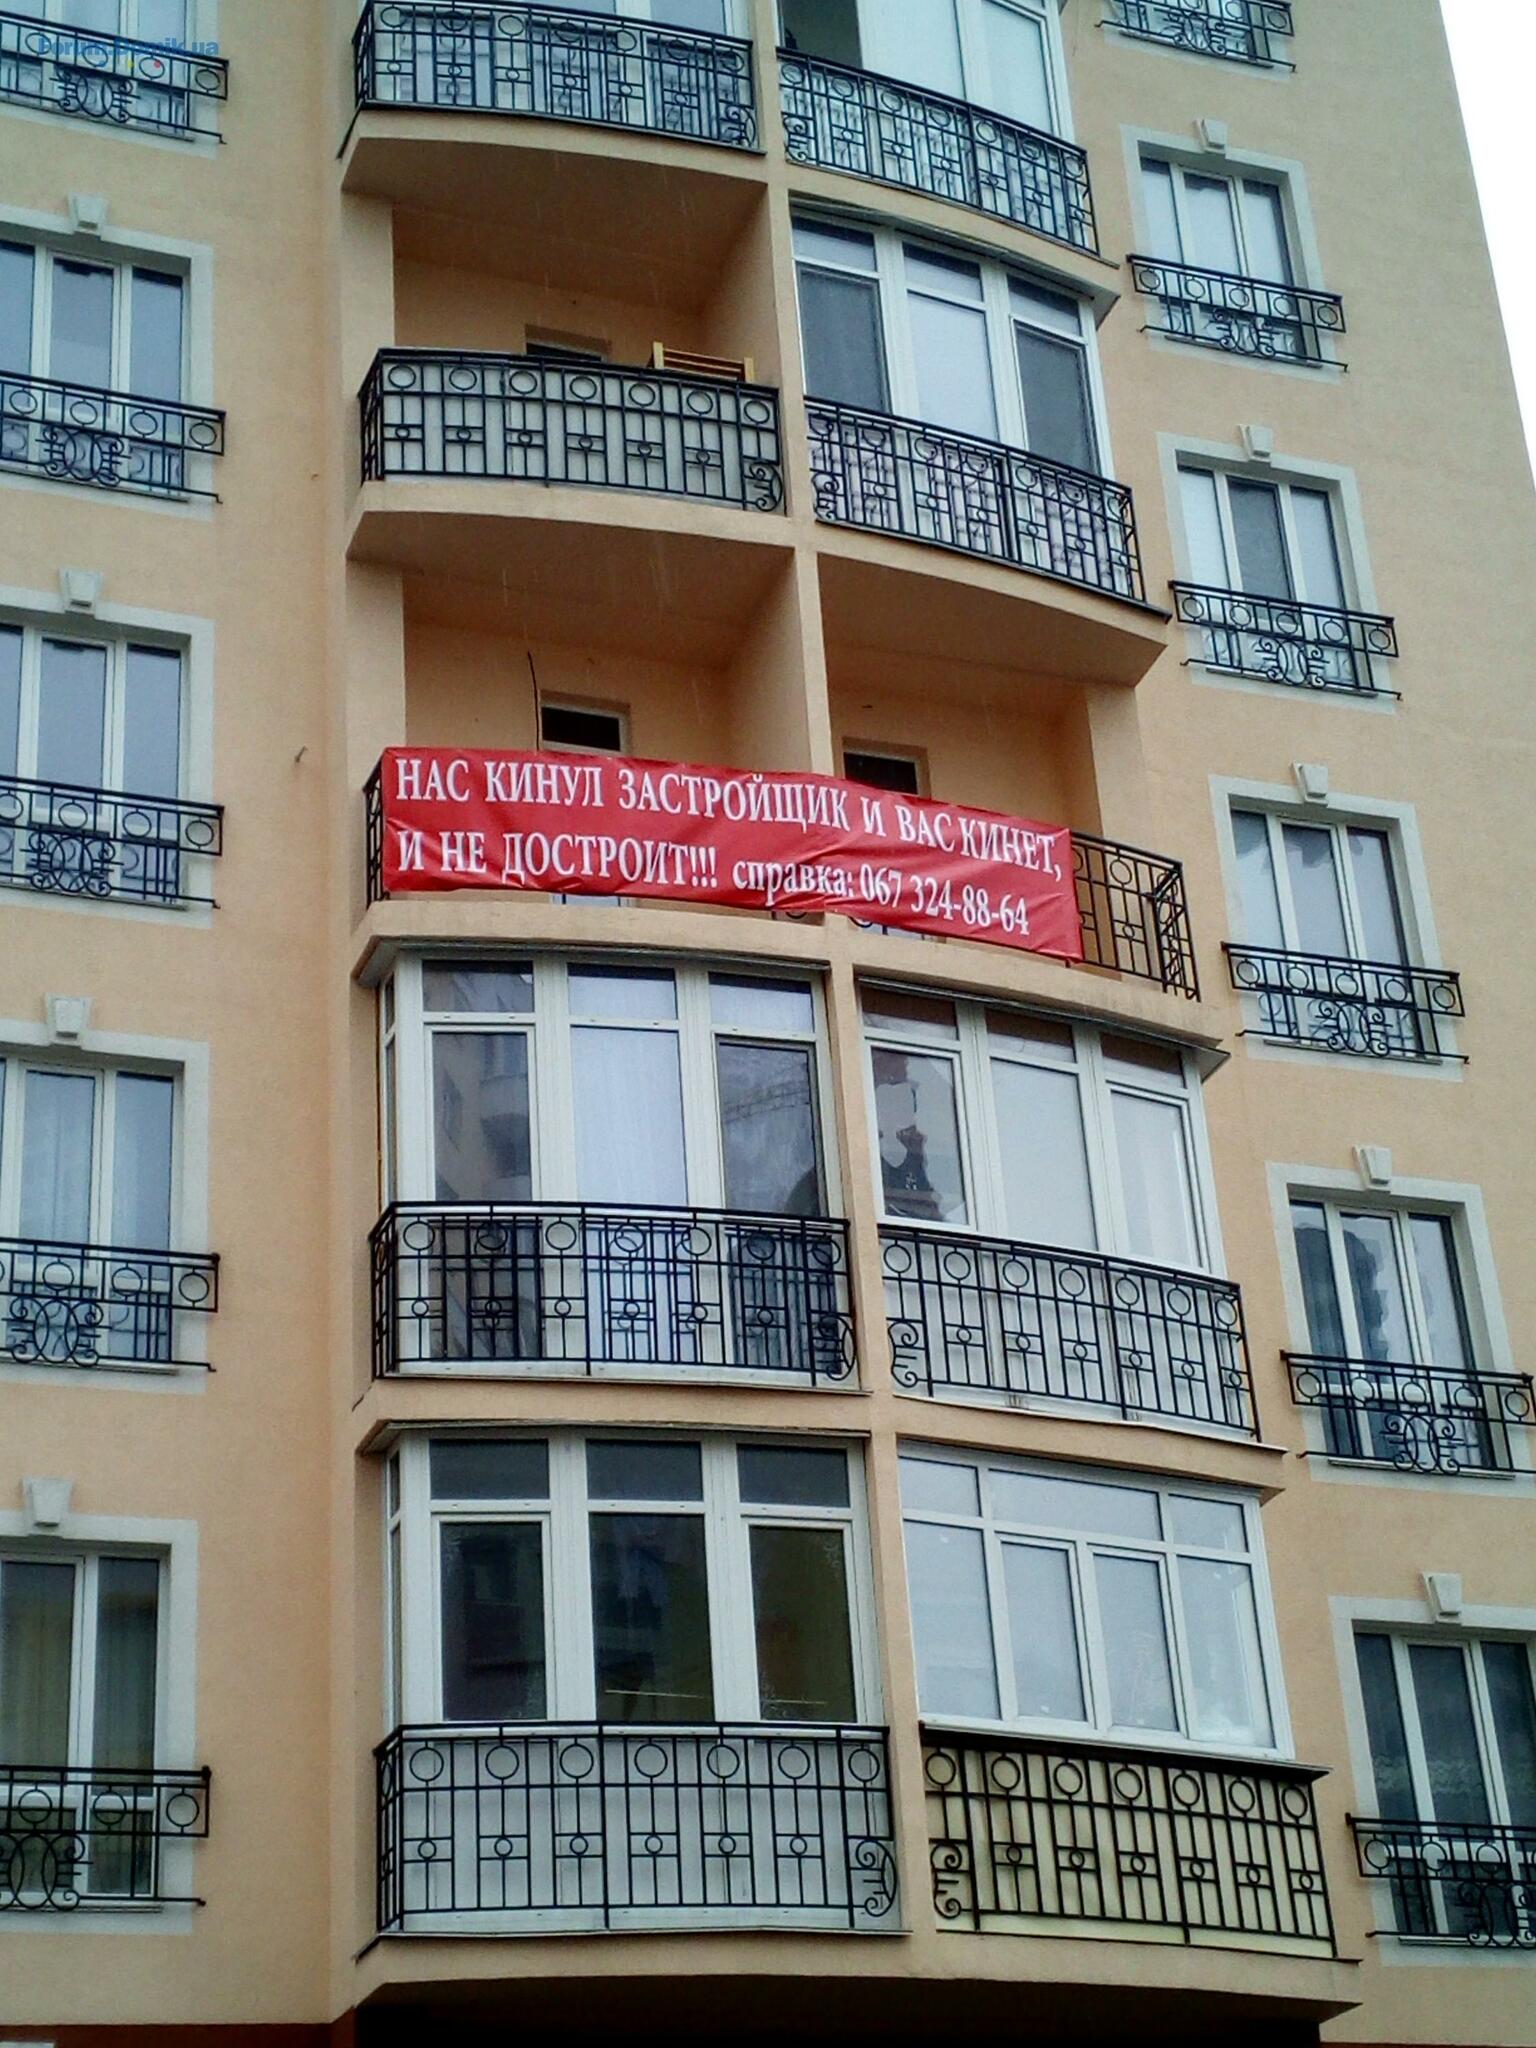 НАС КИНУЛ ЗАСТРОЙЩИК И ВАС КИНЕТ,
И НЕ ДОСТРОИТ!!! справка: 067 324-88-64